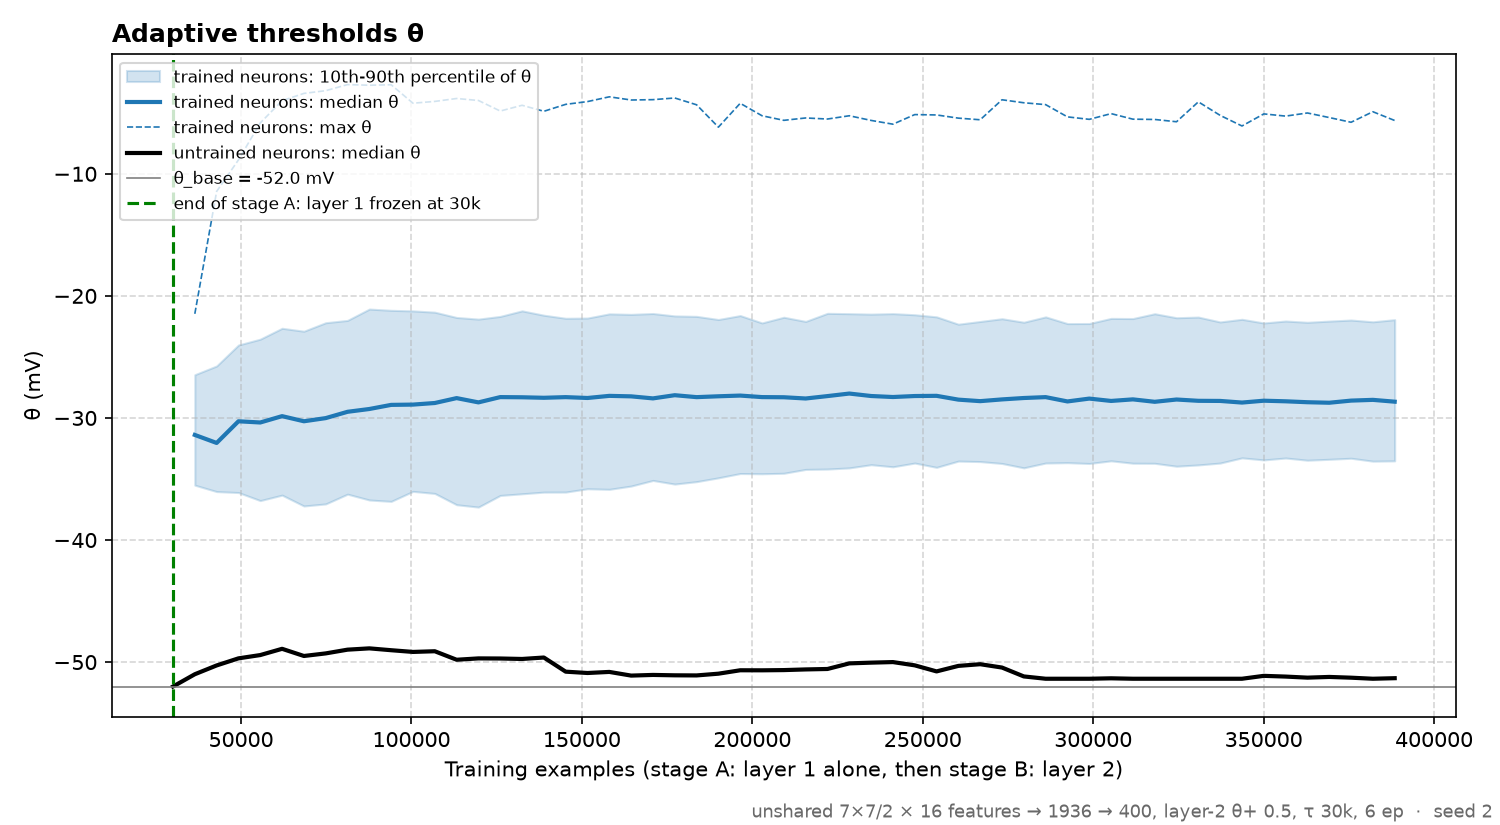 Adaptive thresholds θ
trained neurons: 10th-90th percentile of θ
trained neurons: median θ
trained neurons: max θ
untrained neurons: median θ
θ_base = -52.0 mV
end of stage A: layer 1 frozen at 30k
θ (mV)
−10
−20
−30
−40
−50
50000 100000 150000 200000 250000 300000 350000 400000
Training examples (stage A: layer 1 alone, then stage B: layer 2)
unshared 7×7/2 × 16 features → 1936 → 400, layer-2 θ+ 0.5, τ 30k, 6 ep · seed 2